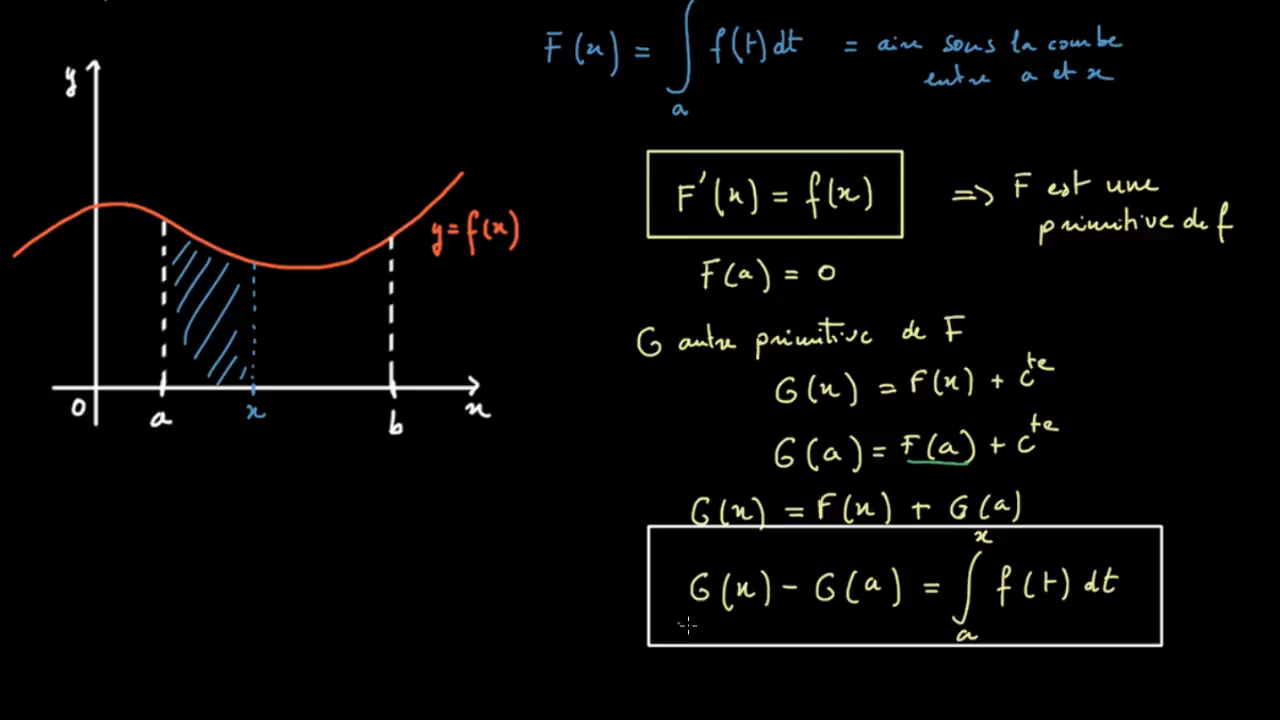 F(x) = ∫ₐ f(t)dt = aire sous la courbe
entre a et x
y
F'(x) = f(x) => F est une
primitive de f
y = f(x)
F(a) = 0
G autre primitive de F
G(x) = F(x) + cᵗᵉ
0 a x b x
G(a) = F(a) + cᵗᵉ
G(x) = F(x) + G(a)
G(x) - G(a) = ∫ₐˣ f(t) dt